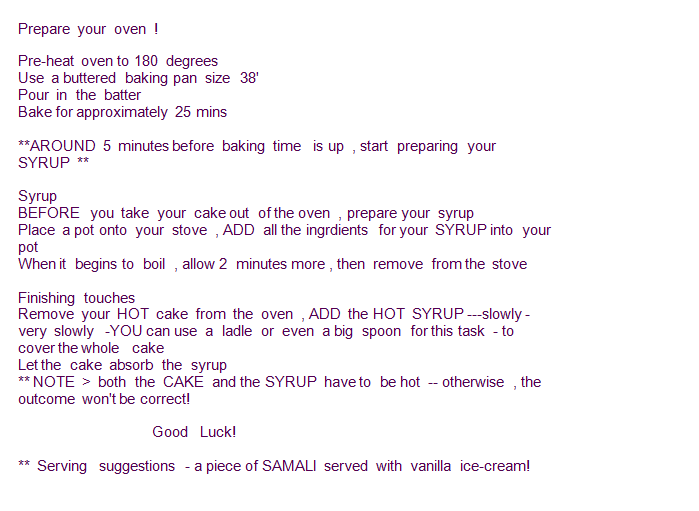 Prepare your oven !
Pre-heat oven to 180 degrees
Use a buttered baking pan size 38'
Pour in the batter
Bake for approximately 25 mins
**AROUND 5 minutes before baking time is up , start preparing your
SYRUP **
Syrup
BEFORE you take your cake out of the oven , prepare your syrup
Place a pot onto your stove , ADD all the ingrdients for your SYRUP into your
pot
When it begins to boil , allow 2 minutes more , then remove from the stove
Finishing touches
Remove your HOT cake from the oven , ADD the HOT SYRUP ---slowly -
very slowly -YOU can use a ladle or even a big spoon for this task - to
cover the whole cake
Let the cake absorb the syrup
** NOTE > both the CAKE and the SYRUP have to be hot -- otherwise , the
outcome won't be correct!
Good Luck!
** Serving suggestions - a piece of SAMALI served with vanilla ice-cream!